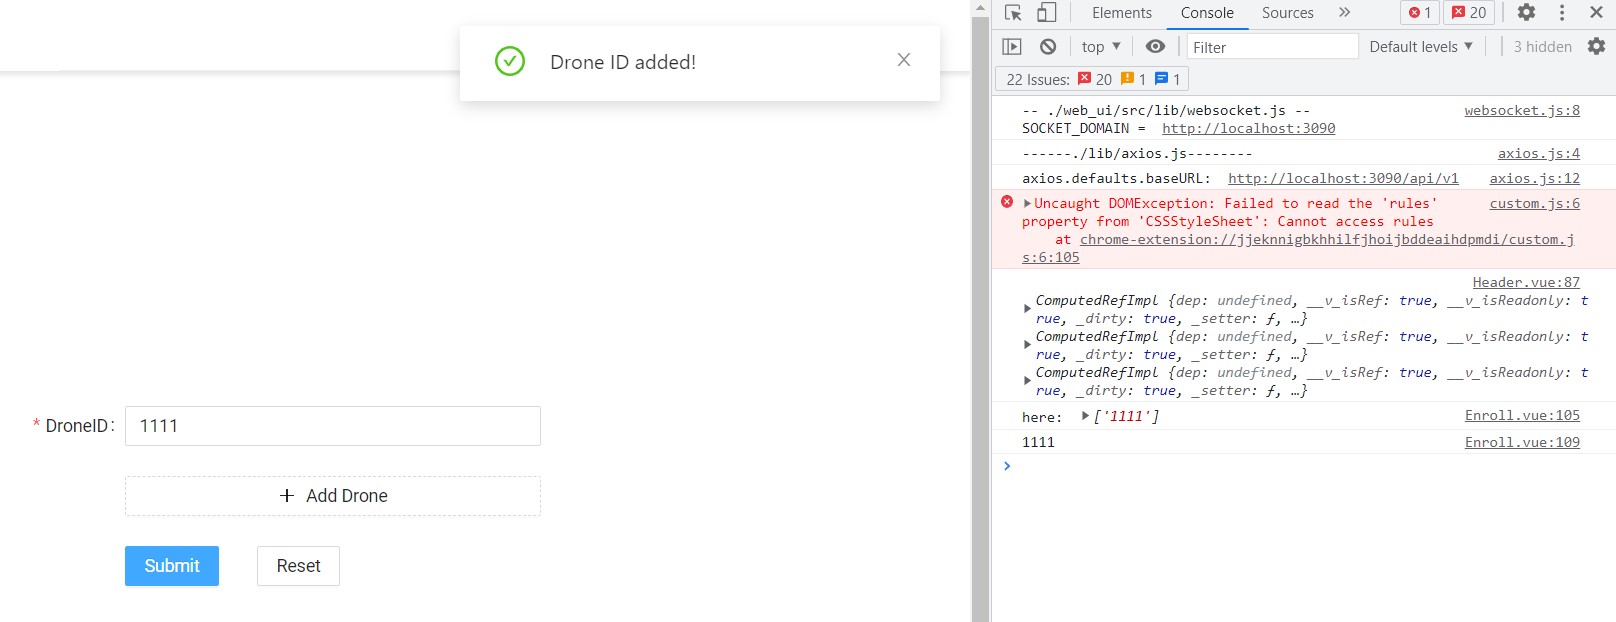 Drone ID added!
* DroneID:
1111
+ Add Drone
Submit
Reset
Elements
Console
Sources
»
1
20
top ▼
Filter
Default levels ▼
3 hidden
22 Issues: 20 1 1
-- ./web_ui/src/lib/websocket.js -- websocket.js:8
SOCKET_DOMAIN = http://localhost:3090
------./lib/axios.js-------- axios.js:4
axios.defaults.baseURL: http://localhost:3090/api/v1 axios.js:12
▶Uncaught DOMException: Failed to read the 'rules' custom.js:6
property from 'CSSStyleSheet': Cannot access rules
at chrome-extension://jjeknnigbkhhilfjhoijbddeaihdpmdi/custom.j
s:6:105
Header.vue:87
ComputedRefImpl {dep: undefined, __v_isRef: true, __v_isReadonly: t
rue, _dirty: true, _setter: ƒ, …}
ComputedRefImpl {dep: undefined, __v_isRef: true, __v_isReadonly: t
rue, _dirty: true, _setter: ƒ, …}
ComputedRefImpl {dep: undefined, __v_isRef: true, __v_isReadonly: t
rue, _dirty: true, _setter: ƒ, …}
here: ▶['1111'] Enroll.vue:105
1111 Enroll.vue:109